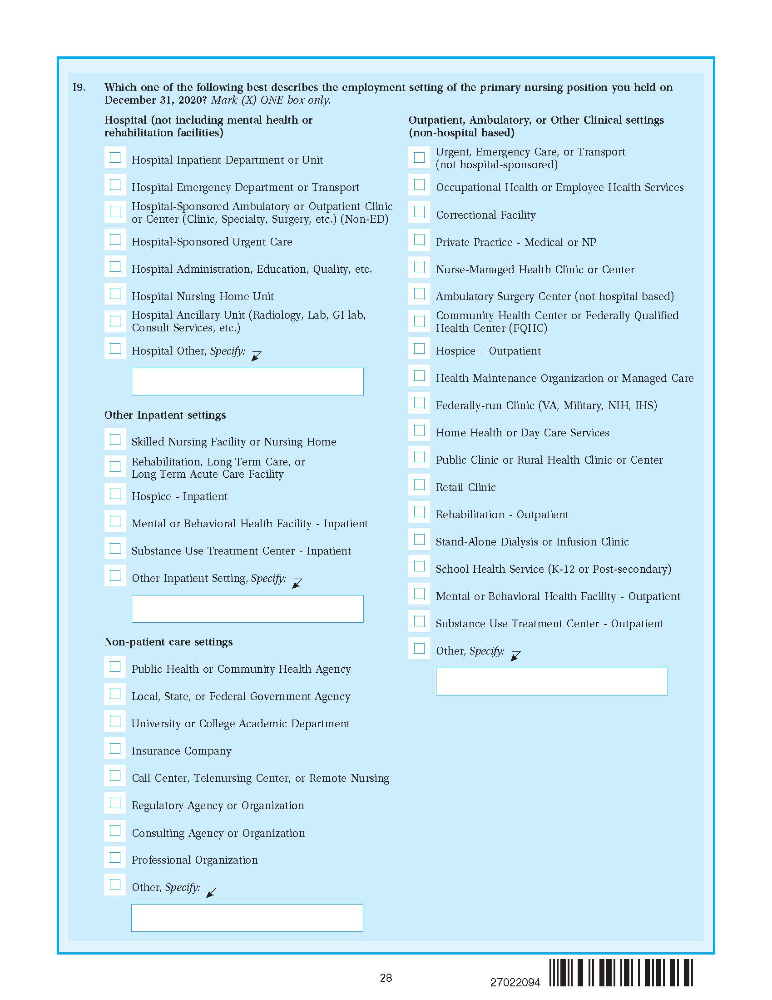 I9. Which one of the following best describes the employment setting of the primary nursing position you held on
December 31, 2020? Mark (X) ONE box only.
Hospital (not including mental health or
rehabilitation facilities)
Hospital Inpatient Department or Unit
Hospital Emergency Department or Transport
Hospital-Sponsored Ambulatory or Outpatient Clinic
or Center (Clinic, Specialty, Surgery, etc.) (Non-ED)
Hospital-Sponsored Urgent Care
Hospital Administration, Education, Quality, etc.
Hospital Nursing Home Unit
Hospital Ancillary Unit (Radiology, Lab, GI lab,
Consult Services, etc.)
Hospital Other, Specify:
Other Inpatient settings
Skilled Nursing Facility or Nursing Home
Rehabilitation, Long Term Care, or
Long Term Acute Care Facility
Hospice - Inpatient
Mental or Behavioral Health Facility - Inpatient
Substance Use Treatment Center - Inpatient
Other Inpatient Setting, Specify:
Non-patient care settings
Public Health or Community Health Agency
Local, State, or Federal Government Agency
University or College Academic Department
Insurance Company
Call Center, Telenursing Center, or Remote Nursing
Regulatory Agency or Organization
Consulting Agency or Organization
Professional Organization
Other, Specify:
Outpatient, Ambulatory, or Other Clinical settings
(non-hospital based)
Urgent, Emergency Care, or Transport
(not hospital-sponsored)
Occupational Health or Employee Health Services
Correctional Facility
Private Practice - Medical or NP
Nurse-Managed Health Clinic or Center
Ambulatory Surgery Center (not hospital based)
Community Health Center or Federally Qualified
Health Center (FQHC)
Hospice – Outpatient
Health Maintenance Organization or Managed Care
Federally-run Clinic (VA, Military, NIH, IHS)
Home Health or Day Care Services
Public Clinic or Rural Health Clinic or Center
Retail Clinic
Rehabilitation - Outpatient
Stand-Alone Dialysis or Infusion Clinic
School Health Service (K-12 or Post-secondary)
Mental or Behavioral Health Facility - Outpatient
Substance Use Treatment Center - Outpatient
Other, Specify:
28
27022094